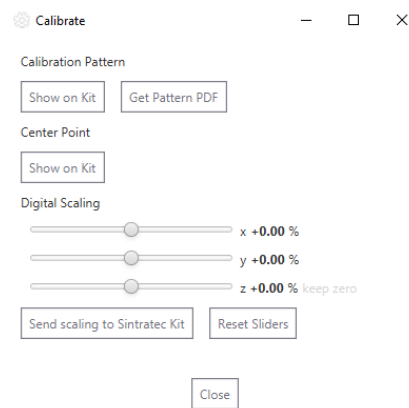 Calibrate
Calibration Pattern
Show on Kit Get Pattern PDF
Center Point
Show on Kit
Digital Scaling
x +0.00 %
y +0.00 %
z +0.00 % keep zero
Send scaling to Sintratec Kit Reset Sliders
Close